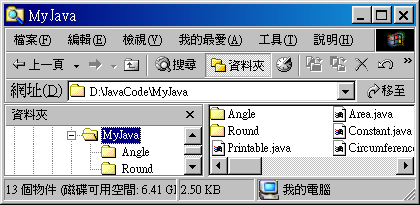 MyJava
檔案(F) 編輯(E) 檢視(V) 我的最愛(A) 工具(T) 說明(H)
上一頁 搜尋 資料夾
網址(D) D:\JavaCode\MyJava 移至
資料夾
MyJava
Angle
Round
Angle Area.java
Round Constant.java
Printable.java Circumference
13 個物件 (磁碟可用空間: 6.41 G 2.50 KB 我的電腦